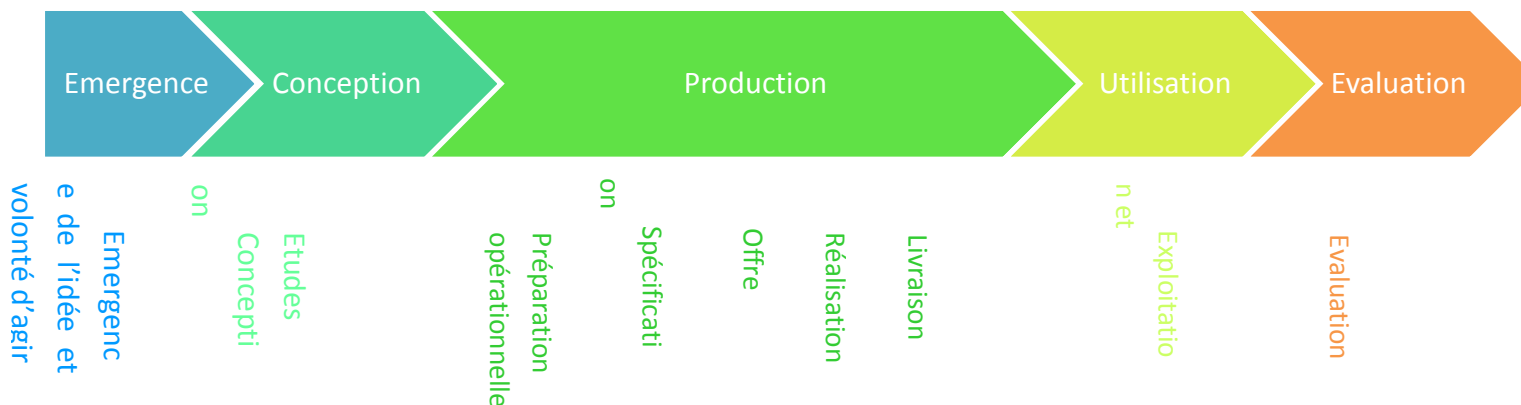 Emergence
Conception
Production
Utilisation
Evaluation
Emergenc
e de l'idée et
volonté d'agir
Etudes
Concepti
on
Préparation
opérationnelle
Spécificati
on
Offre
Réalisation
Livraison
Exploitatio
n et
Evaluation